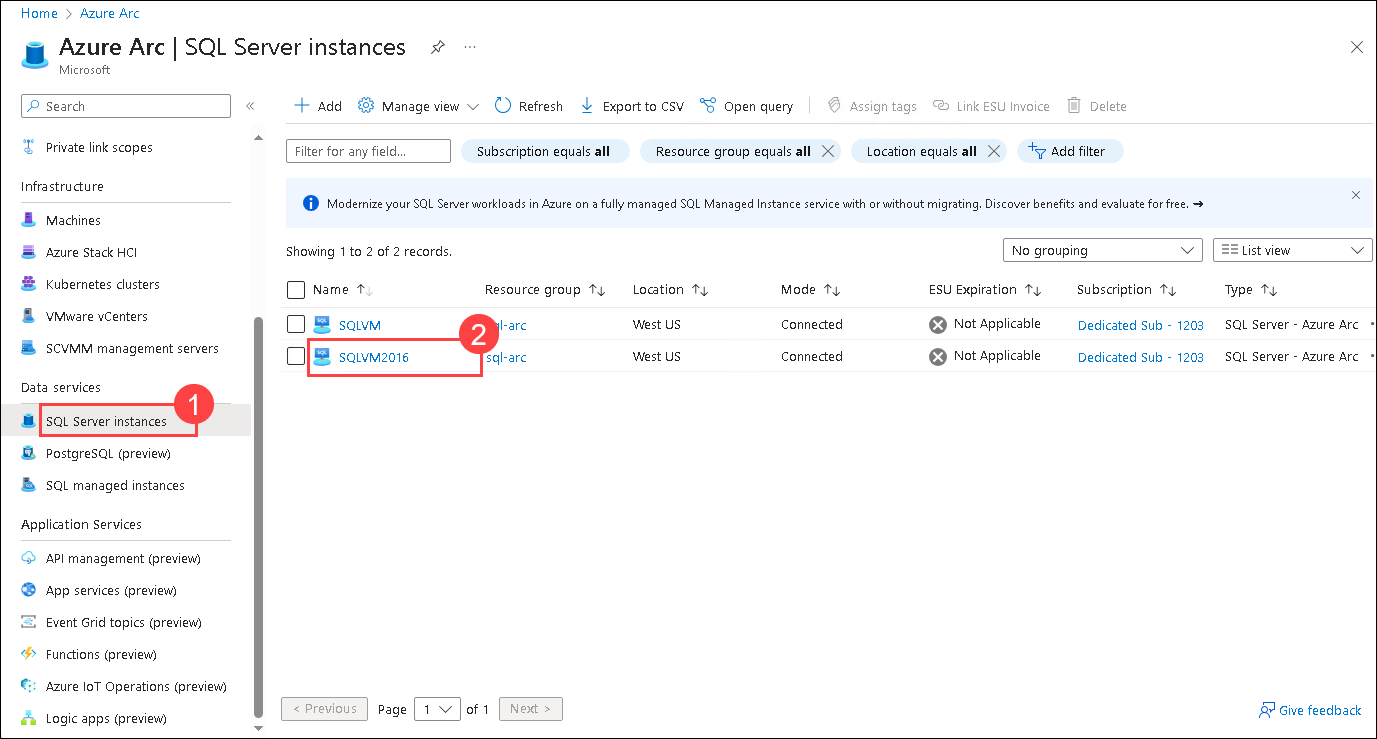 Home > Azure Arc
Azure Arc | SQL Server instances
Microsoft
Search
Private link scopes
Infrastructure
Machines
Azure Stack HCI
Kubernetes clusters
VMware vCenters
SCVMM management servers
Data services
1
SQL Server instances
PostgreSQL (preview)
SQL managed instances
Application Services
API management (preview)
App services (preview)
Event Grid topics (preview)
Functions (preview)
Azure IoT Operations (preview)
Logic apps (preview)
Add Manage view Refresh Export to CSV Open query Assign tags Link ESU Invoice Delete
Filter for any field... Subscription equals all Resource group equals all Location equals all Add filter
Modernize your SQL Server workloads in Azure on a fully managed SQL Managed Instance service with or without migrating. Discover benefits and evaluate for free. →
Showing 1 to 2 of 2 records. No grouping List view
Name Resource group Location Mode ESU Expiration Subscription Type
SQLVM sql-arc West US Connected Not Applicable Dedicated Sub - 1203 SQL Server - Azure Arc
2
SQLVM2016 sql-arc West US Connected Not Applicable Dedicated Sub - 1203 SQL Server - Azure Arc
< Previous Page 1 of 1 Next >
Give feedback